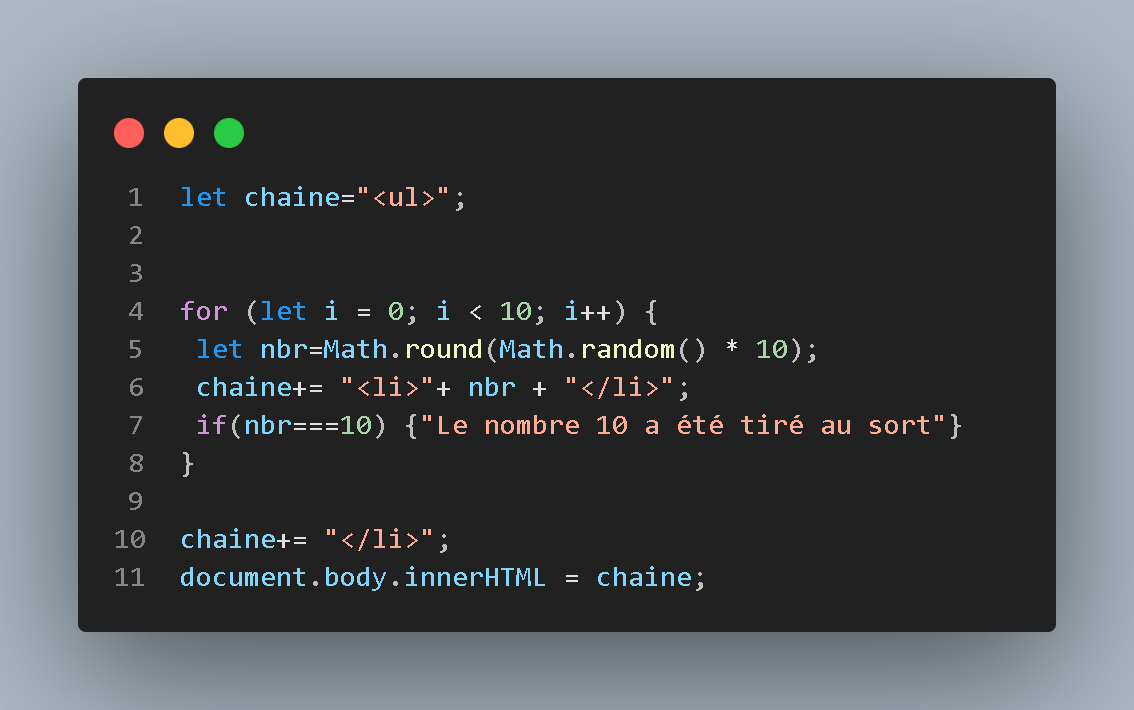 1 let chaine="<ul>";
2
3
4 for (let i = 0; i < 10; i++) {
5 let nbr=Math.round(Math.random() * 10);
6 chaine+= "<li>"+ nbr + "</li>";
7 if(nbr===10) {"Le nombre 10 a été tiré au sort"}
8 }
9
10 chaine+= "</li>";
11 document.body.innerHTML = chaine;